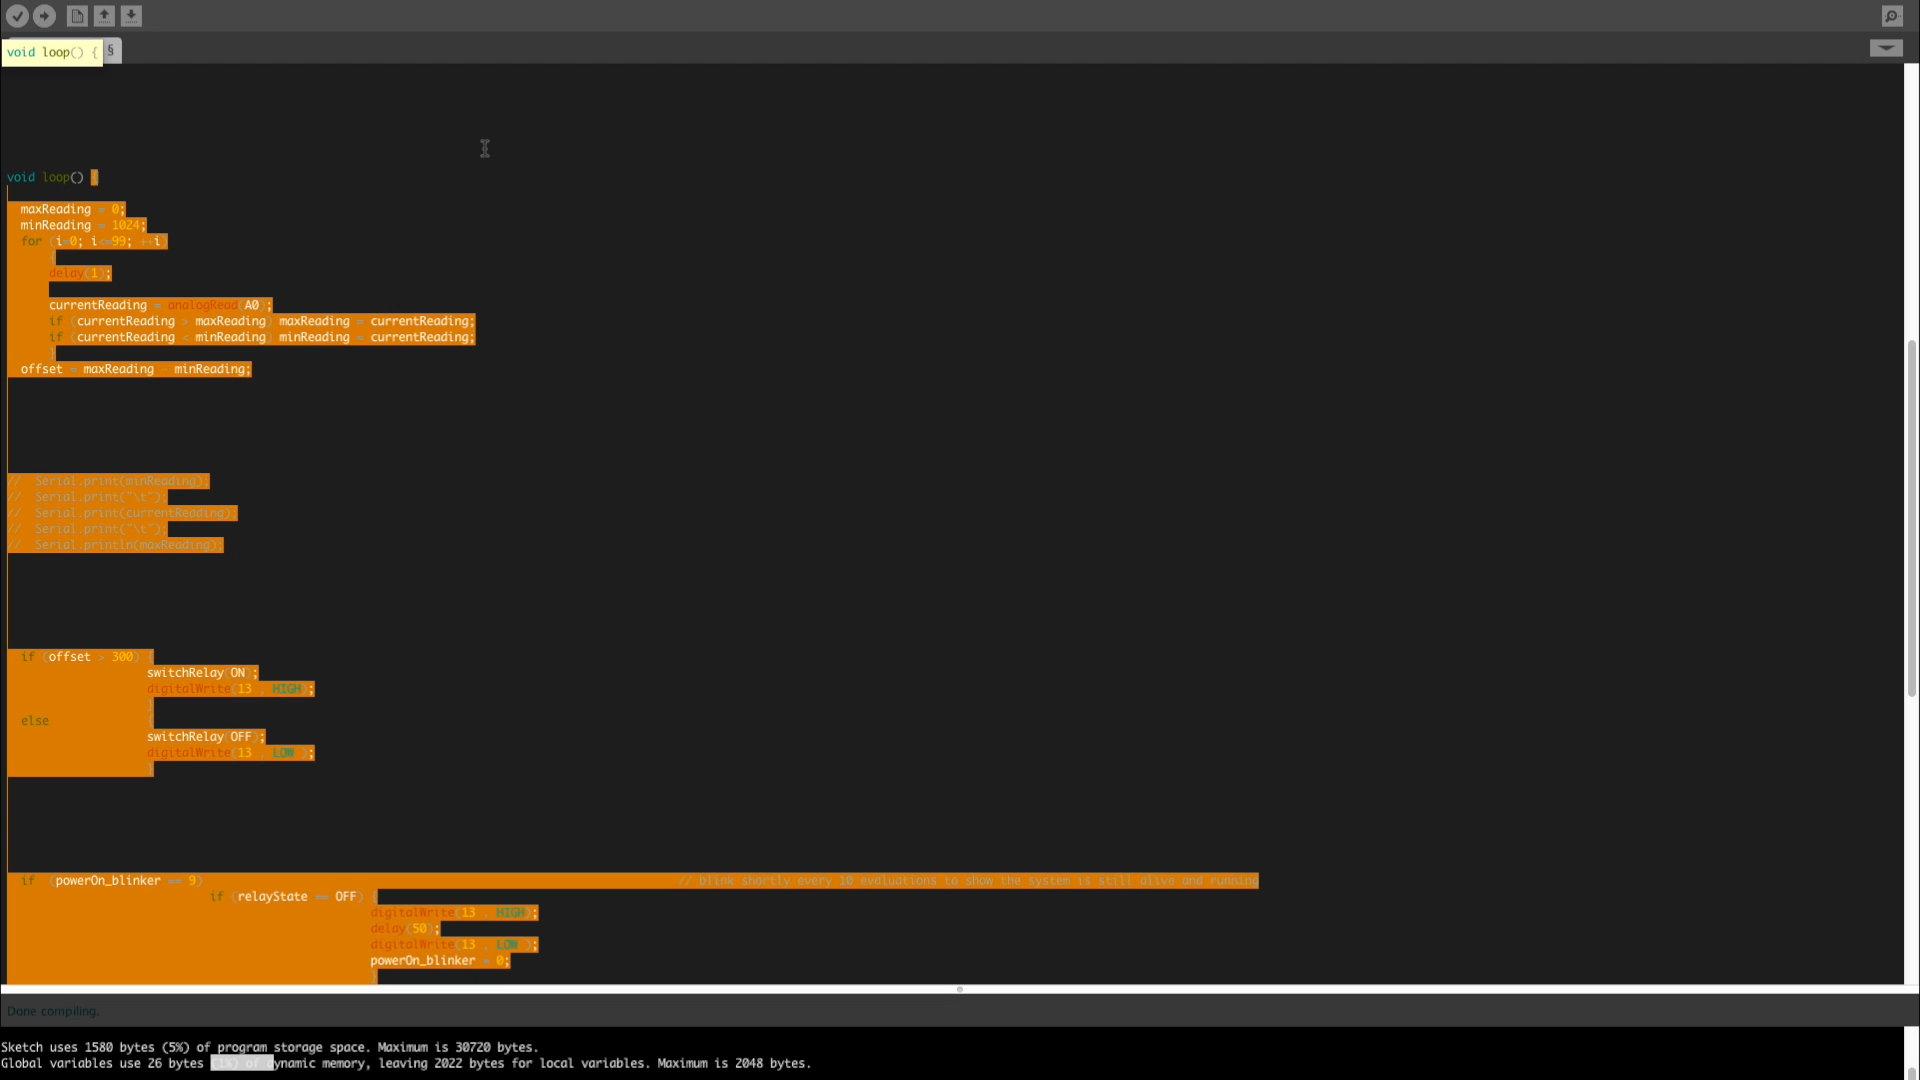 void loop() { §
void loop() {
maxReading = 0;
minReading = 1024;
for (i=0; i<=99; ++i)
{
delay(1);
currentReading = analogRead(A0);
if (currentReading > maxReading) maxReading = currentReading;
if (currentReading < minReading) minReading = currentReading;
}
offset = maxReading - minReading;
//  Serial.print(minReading);
//  Serial.print("\t");
//  Serial.print(currentReading);
//  Serial.print("\t");
//  Serial.println(maxReading);
if (offset > 300) {
switchRelay(ON);
digitalWrite(13 , HIGH);
}
else {
switchRelay(OFF);
digitalWrite(13 , LOW );
}
if  (powerOn_blinker == 9) // blink shortly every 10 evaluations to show the system is still alive and running
if (relayState == OFF) {
digitalWrite(13 , HIGH);
delay(50);
digitalWrite(13 , LOW );
powerOn_blinker = 0;
}
Done compiling.
Sketch uses 1580 bytes (5%) of program storage space. Maximum is 30720 bytes.
Global variables use 26 bytes (1%) of dynamic memory, leaving 2022 bytes for local variables. Maximum is 2048 bytes.